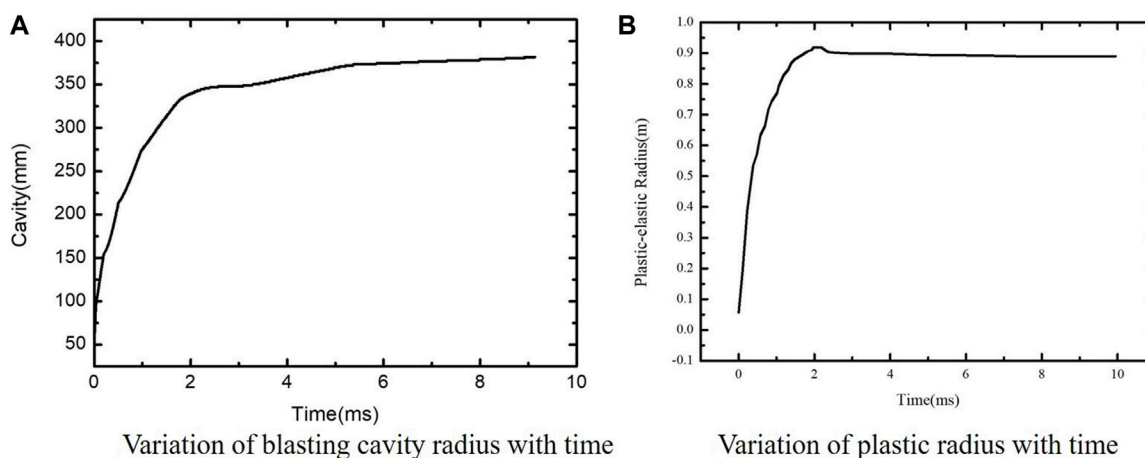 A
400
350
300
250
200
150
100
50
Cavity(mm)
0 2 4 6 8 10
Time(ms)
Variation of blasting cavity radius with time
B
1.0
0.9
0.8
0.7
0.6
0.5
0.4
0.3
0.2
0.1
0.0
-0.1
Plastic-elastic Radius(m)
0 2 4 6 8 10
Time(ms)
Variation of plastic radius with time